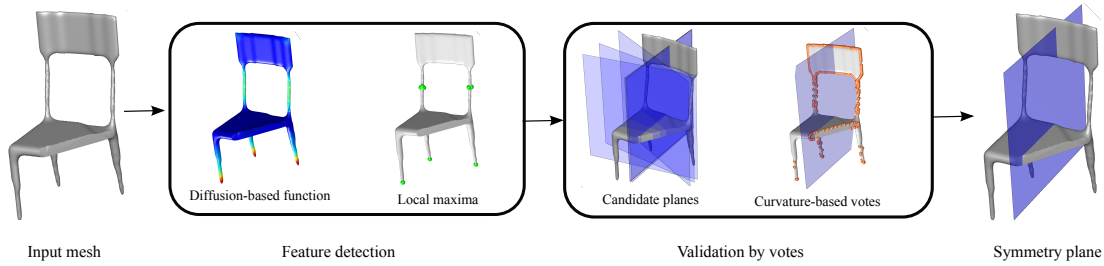 Diffusion-based function
Local maxima
Candidate planes
Curvature-based votes
Input mesh
Feature detection
Validation by votes
Symmetry plane